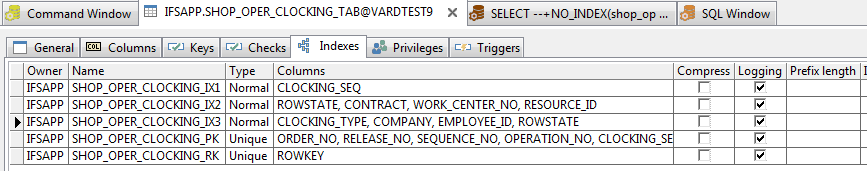 Command Window IFSAPP.SHOP_OPER_CLOCKING_TAB@VARDTEST9 SELECT --+NO_INDEX(shop_op ... SQL Window
General Columns Keys Checks Indexes Privileges Triggers
Owner Name Type Columns Compress Logging Prefix length
IFSAPP SHOP_OPER_CLOCKING_IX1 Normal CLOCKING_SEQ
IFSAPP SHOP_OPER_CLOCKING_IX2 Normal ROWSTATE, CONTRACT, WORK_CENTER_NO, RESOURCE_ID
IFSAPP SHOP_OPER_CLOCKING_IX3 Normal CLOCKING_TYPE, COMPANY, EMPLOYEE_ID, ROWSTATE
IFSAPP SHOP_OPER_CLOCKING_PK Unique ORDER_NO, RELEASE_NO, SEQUENCE_NO, OPERATION_NO, CLOCKING_SE
IFSAPP SHOP_OPER_CLOCKING_RK Unique ROWKEY